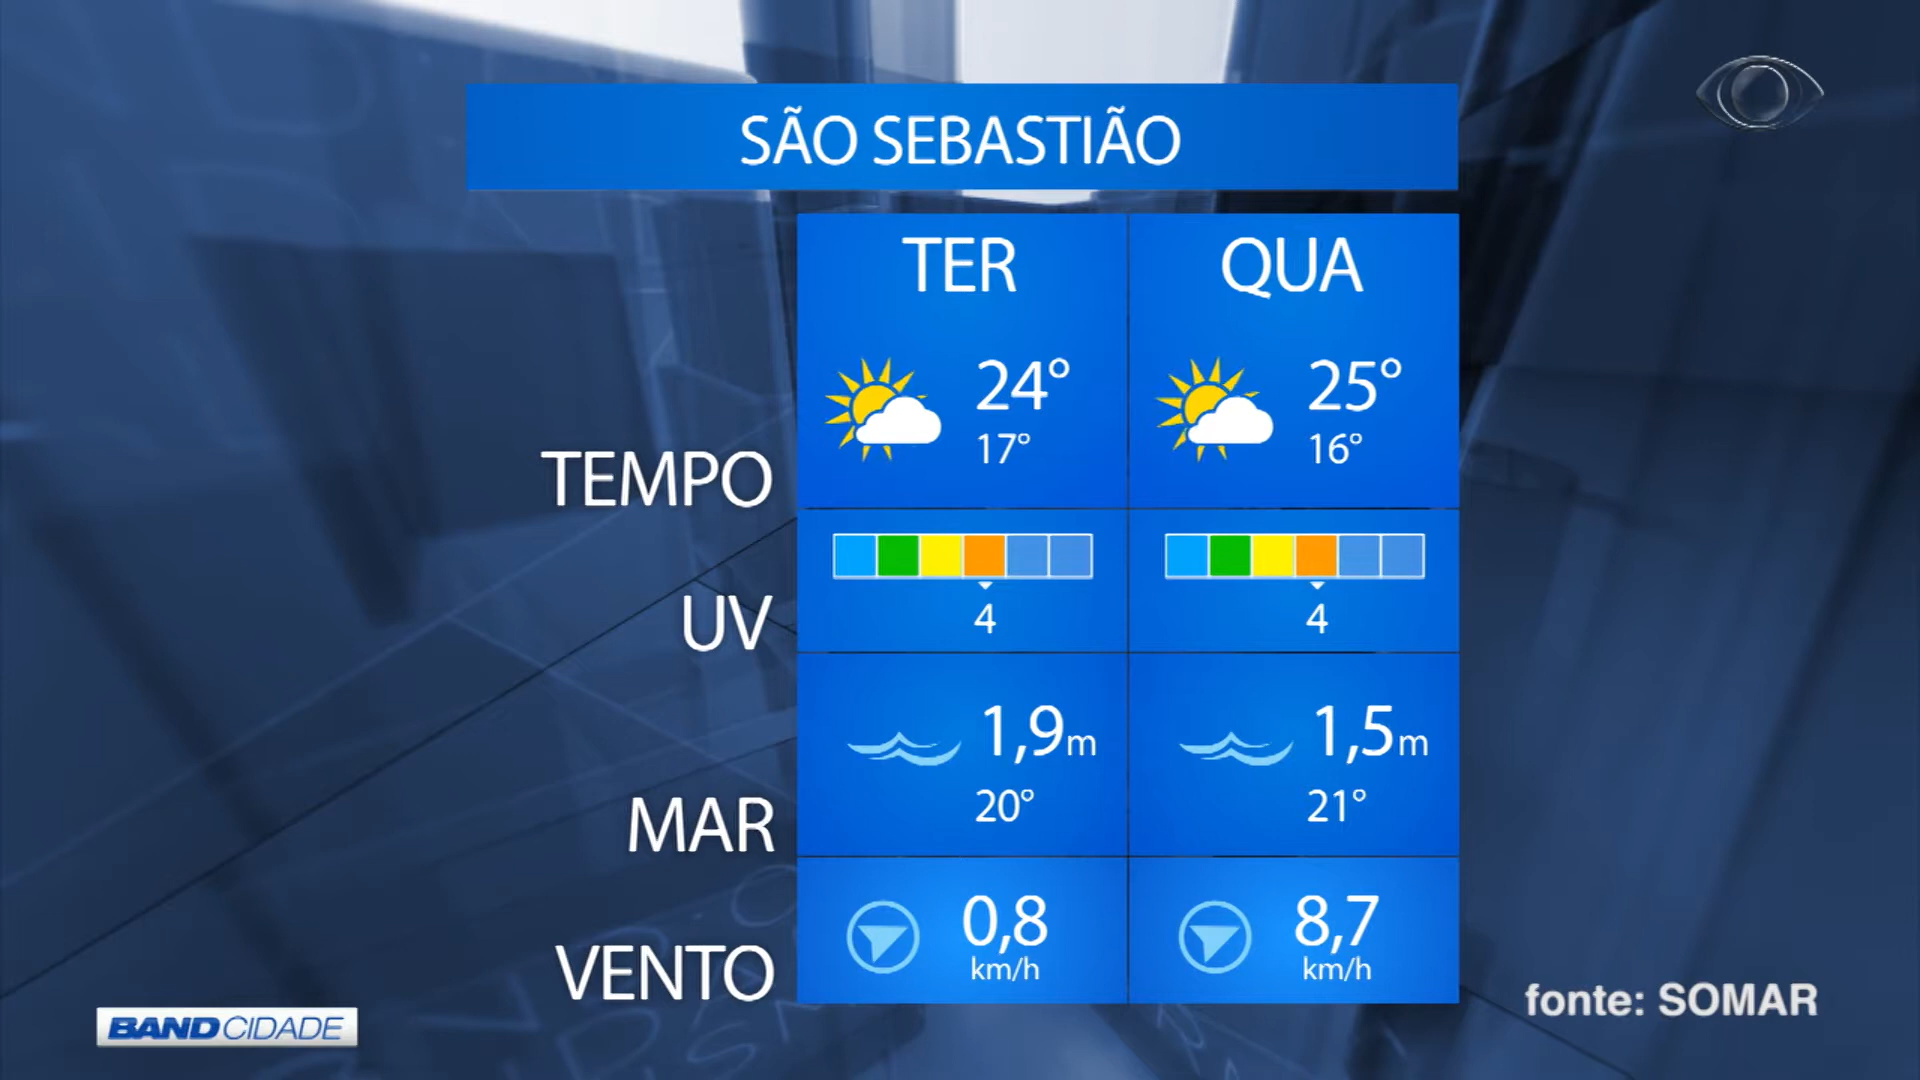 SÃO SEBASTIÃO
TER QUA
24° 25°
17° 16°
TEMPO
UV
4 4
1,9m 1,5m
20° 21°
MAR
0,8 8,7
km/h km/h
VENTO
fonte: SOMAR
BAND CIDADE